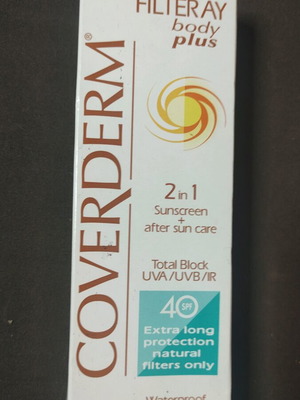 FILTERAY
body
plus
COVERDERM®
2 in 1
Sunscreen
+
after sun care
Total Block
UVA/UVB/IR
40 SPF
Extra long
protection
natural
filters only
Waterproof